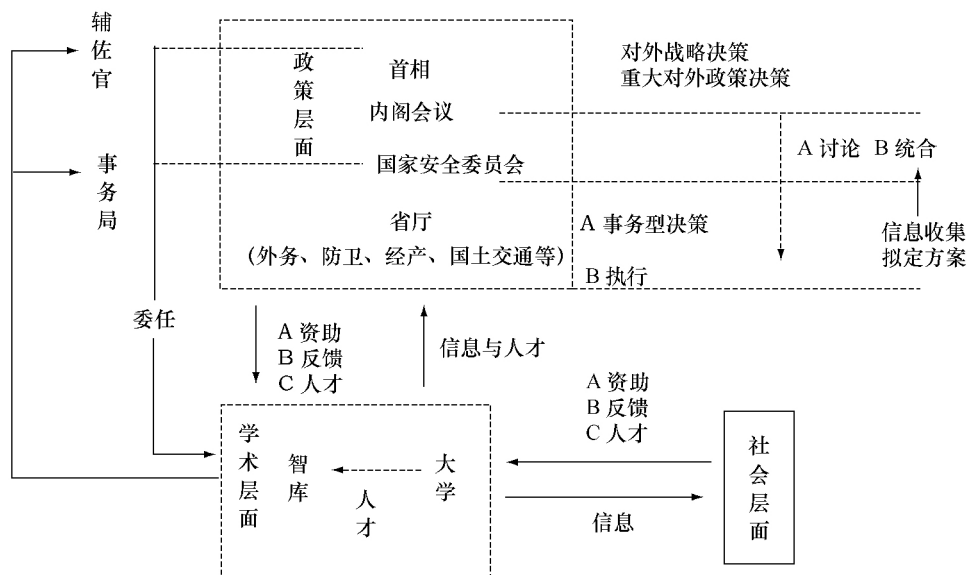 辅佐官
事务局
委任
政策层面
首相
内阁会议
国家安全委员会
省厅
(外务、防卫、经产、国土交通等)
对外战略决策
重大对外政策决策
A 讨论 B 统合
A 事务型决策
B 执行
信息收集
拟定方案
A 资助
B 反馈
C 人才
信息与人才
学术层面
智库
人才
大学
A 资助
B 反馈
C 人才
信息
社会层面